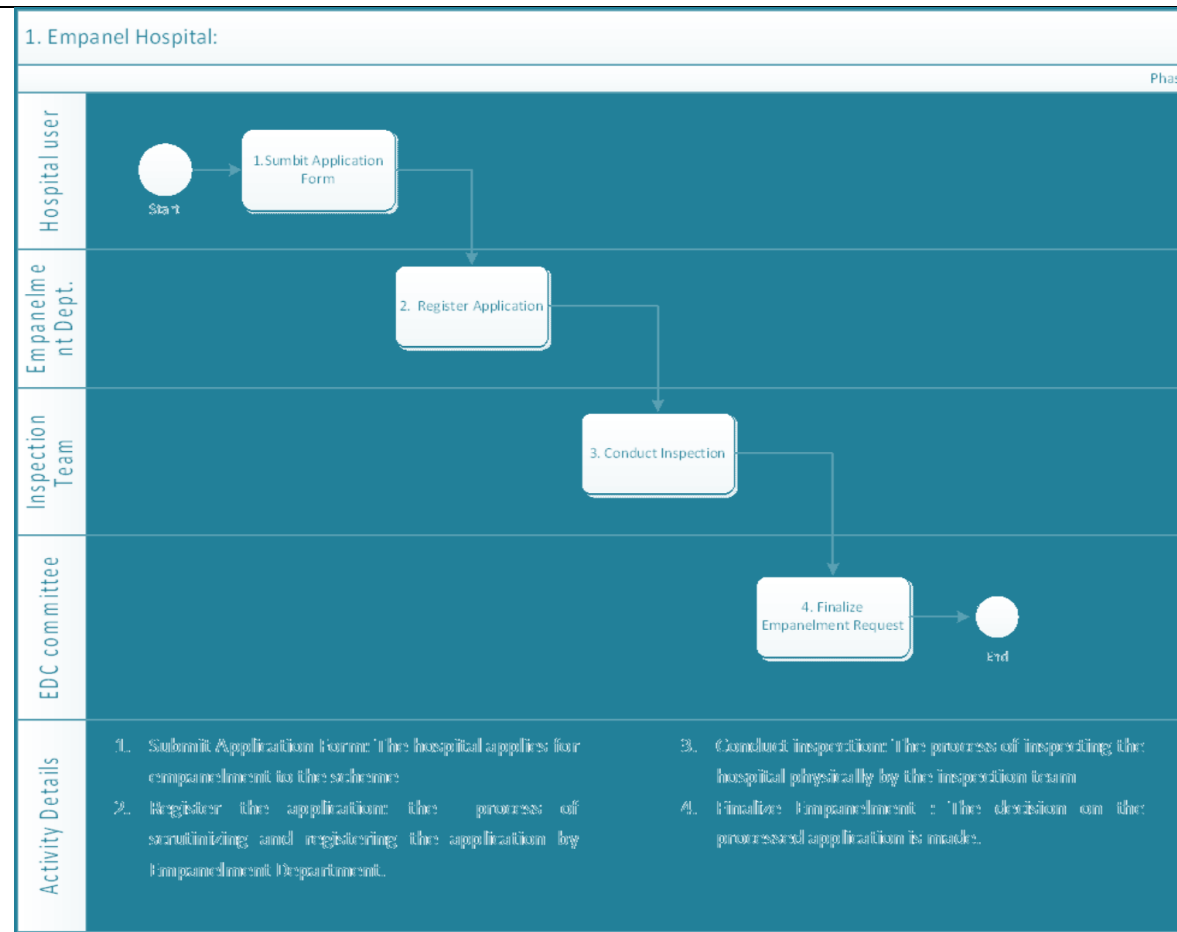 1. Empanel Hospital:
Phas
Hospital user
Start
1.Sumbit Application
Form
Empanelme
nt Dept.
2. Register Application
Inspection
Team
3. Conduct Inspection
EDC committee
4. Finalize
Empanelment Request
End
Activity Details
1. Submit Application Form: The hospital applies for
empanelment to the scheme
2. Register the application: the process of
scrutinizing and registering the application by
Empanelment Department.
3. Conduct inspection: The process of inspecting the
hospital physically by the inspection team
4. Finalize Empanelment : The decision on the
processed application is made.